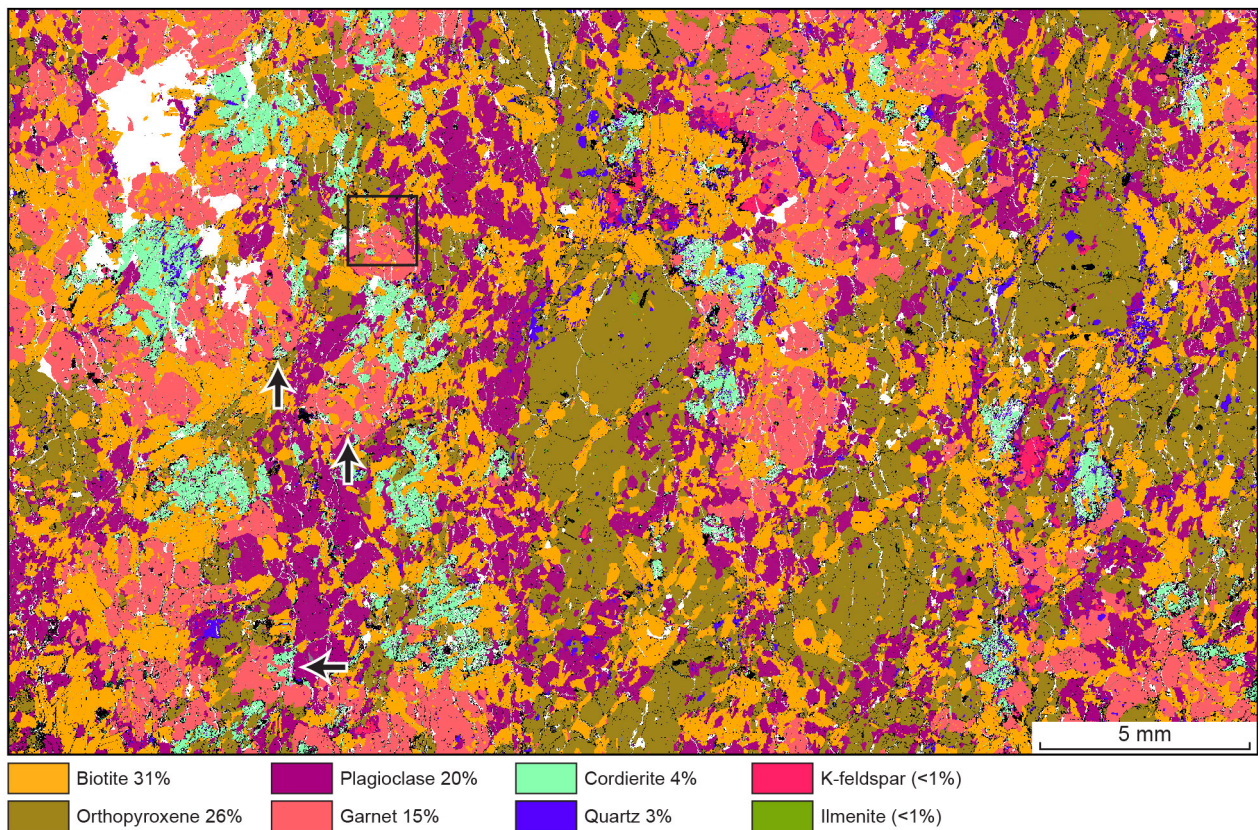 5 mm
Biotite 31%
Plagioclase 20%
Cordierite 4%
K-feldspar (<1%)
Orthopyroxene 26%
Garnet 15%
Quartz 3%
Ilmenite (<1%)